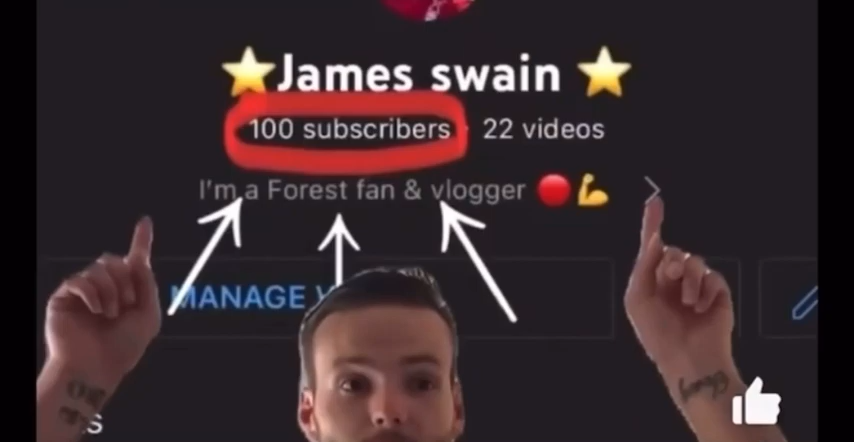 ⭐James swain ⭐
100 subscribers · 22 videos
I'm a Forest fan & vlogger 🔴💪 >
MANAGE